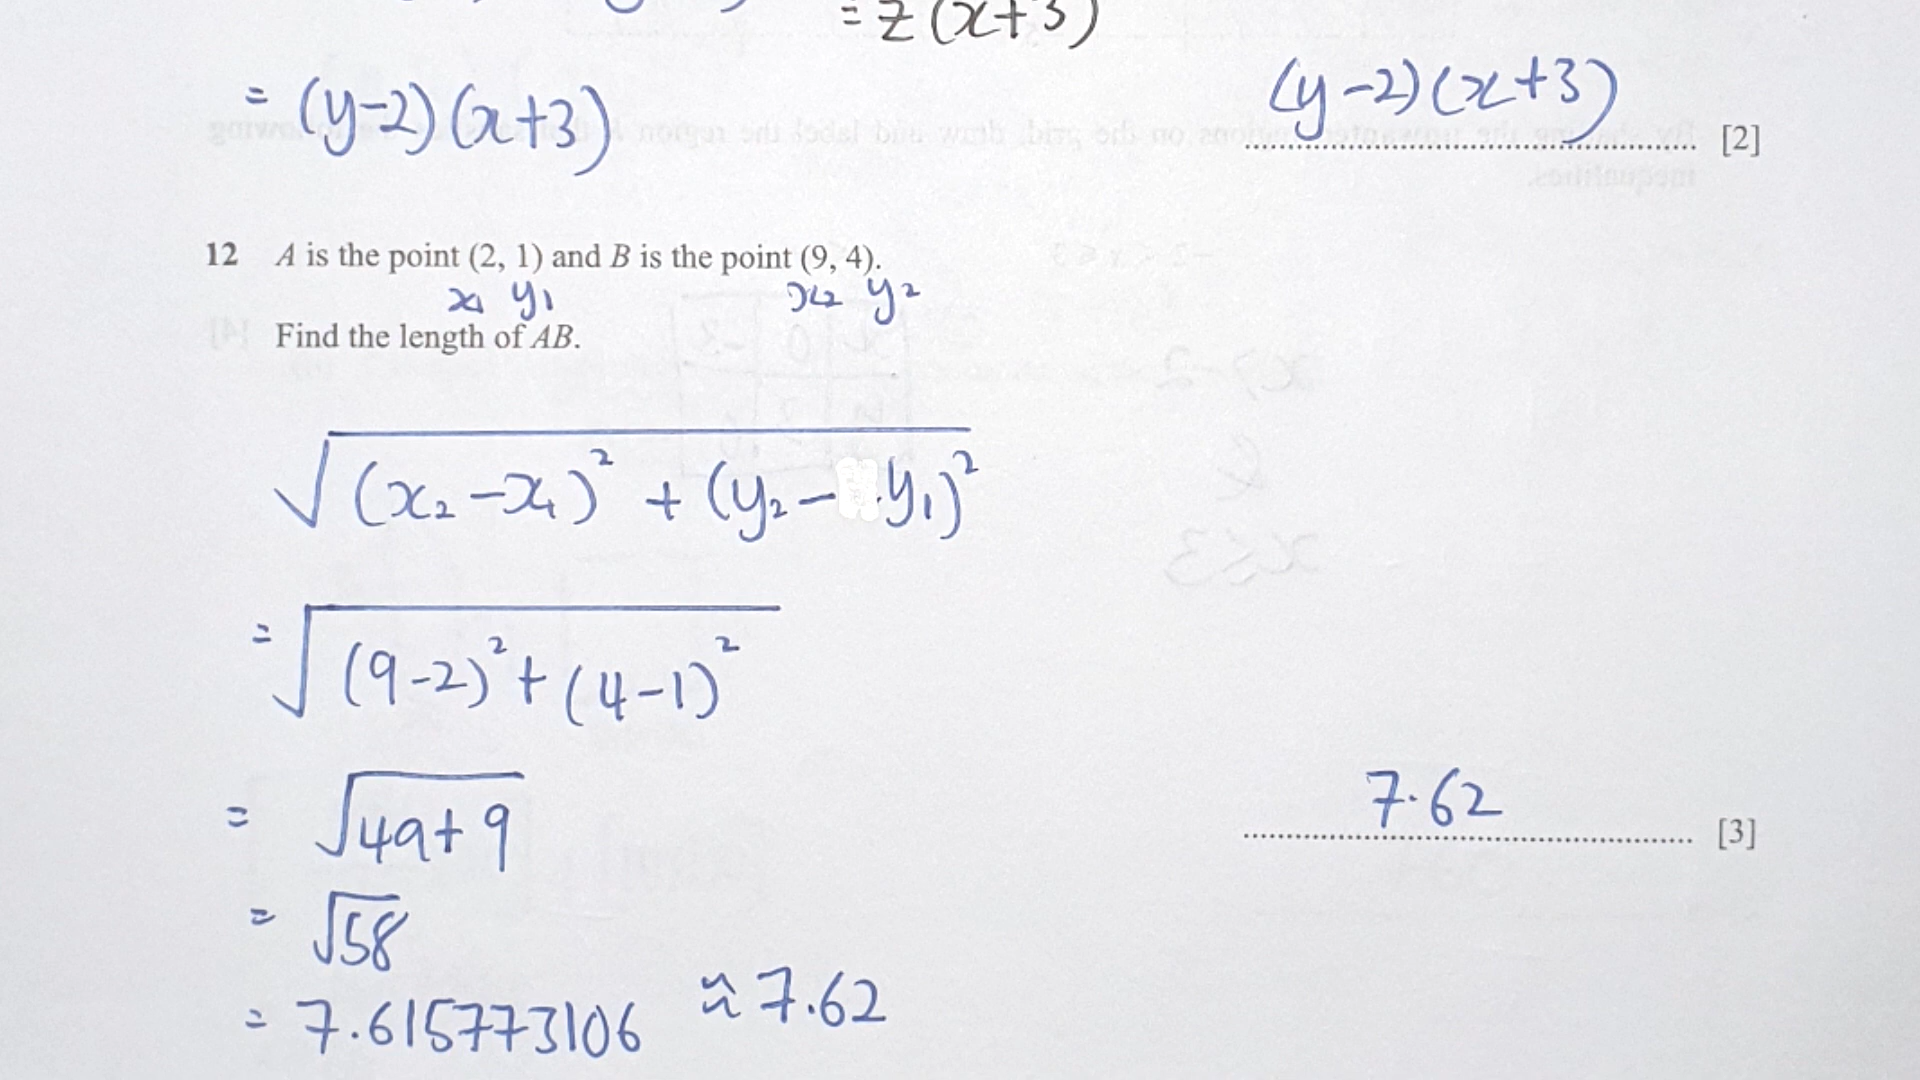 = z (x+3)
= (y-2)(x+3)
(y-2)(x+3)
[2]
12 A is the point (2, 1) and B is the point (9, 4).
x₁ y₁ x₂ y₂
Find the length of AB.
√(x₂-x₁)² + (y₂-y₁)²
= √(9-2)² + (4-1)²
= √49+9
7.62
[3]
= √58
= 7.615773106 ≈ 7.62